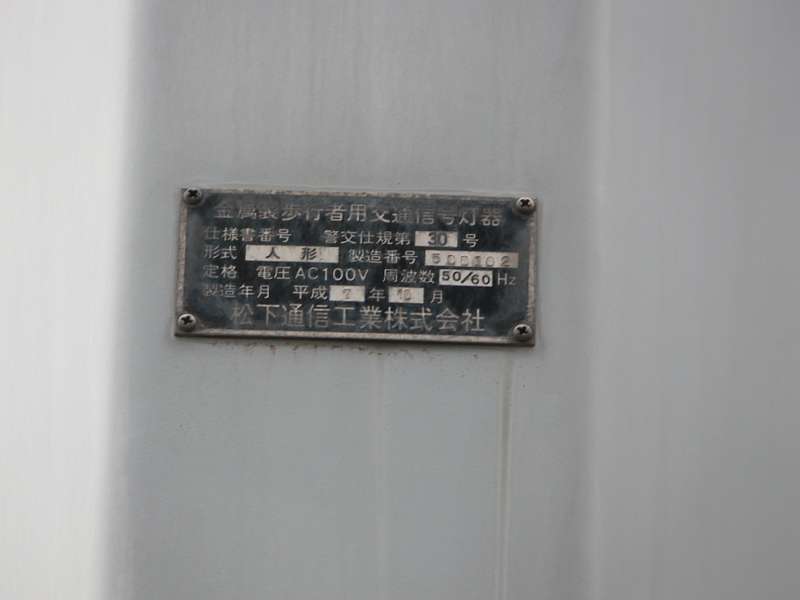 金属製歩行者用交通信号灯器
仕様書番号 警交仕規第 30 号
形式 人形 製造番号
定格 電圧 AC100V 周波数 50/60 Hz
製造年月 平成 7 年 月
松下通信工業株式会社